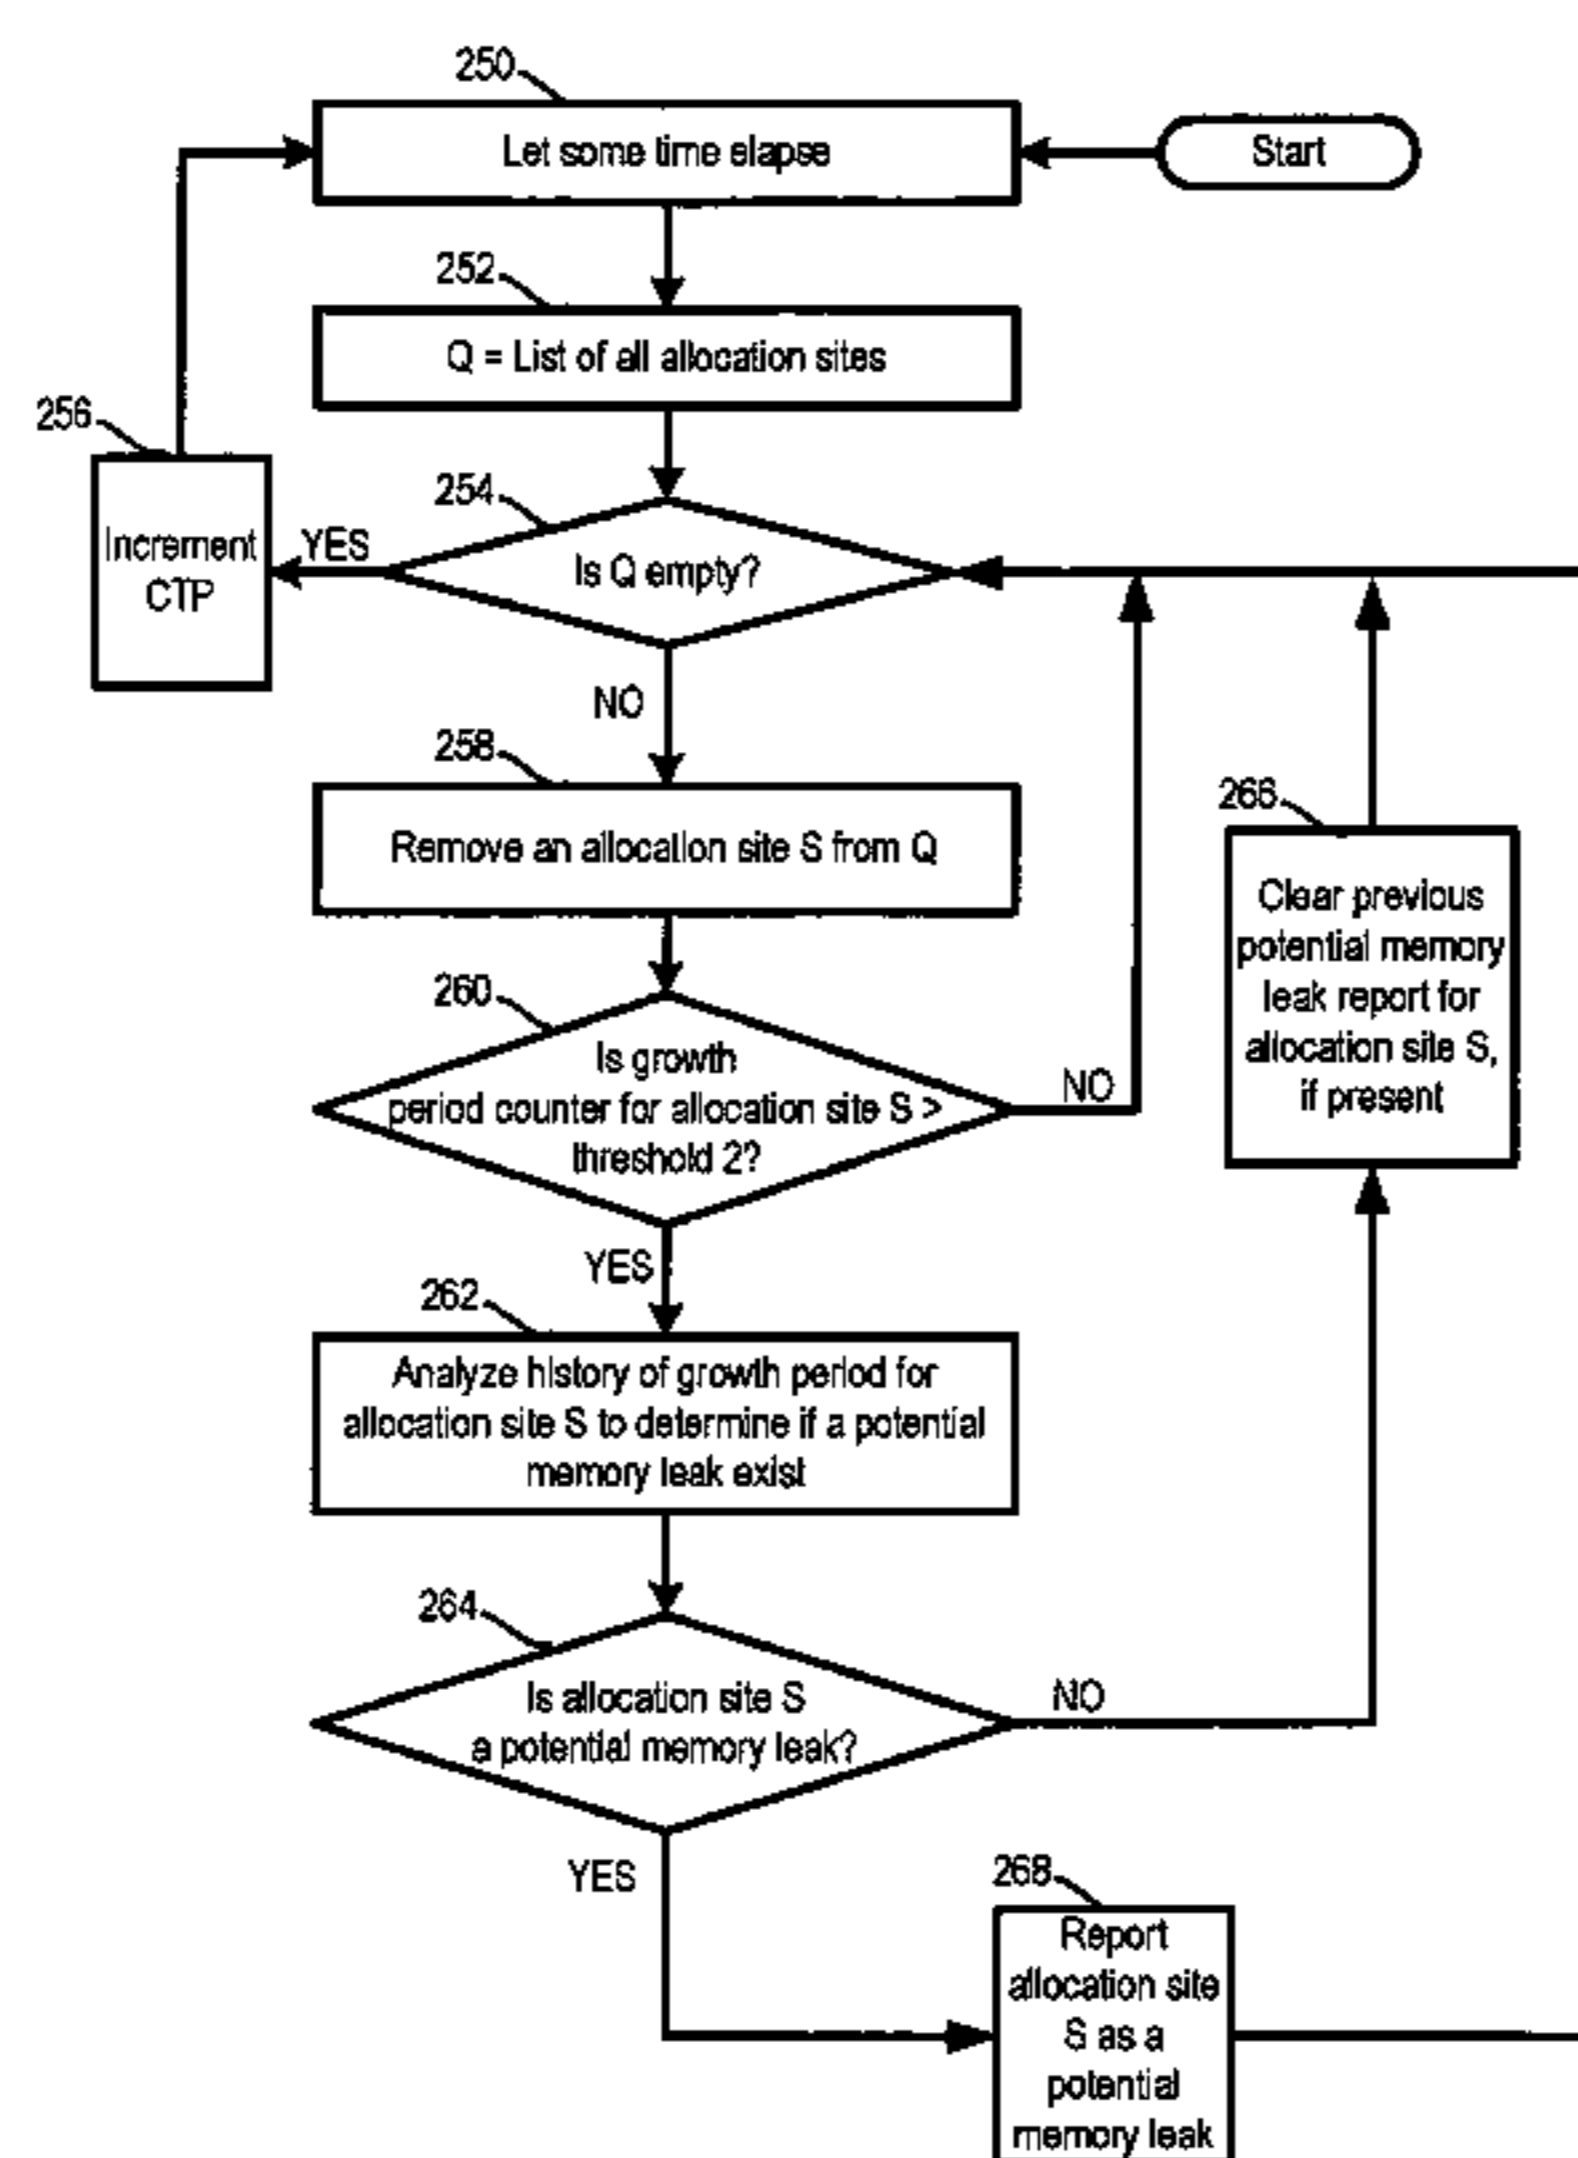 250
Let some time elapse
Start
252
Q = List of all allocation sites
256
Increment
CTP
254
YES
Is Q empty?
NO
258
Remove an allocation site S from Q
266
Clear previous
potential memory
leak report for
allocation site S,
if present
260
Is growth
period counter for allocation site S >
threshold 2?
NO
YES
262
Analyze history of growth period for
allocation site S to determine if a potential
memory leak exist
264
Is allocation site S
a potential memory leak?
NO
YES
268
Report
allocation site
S as a
potential
memory leak